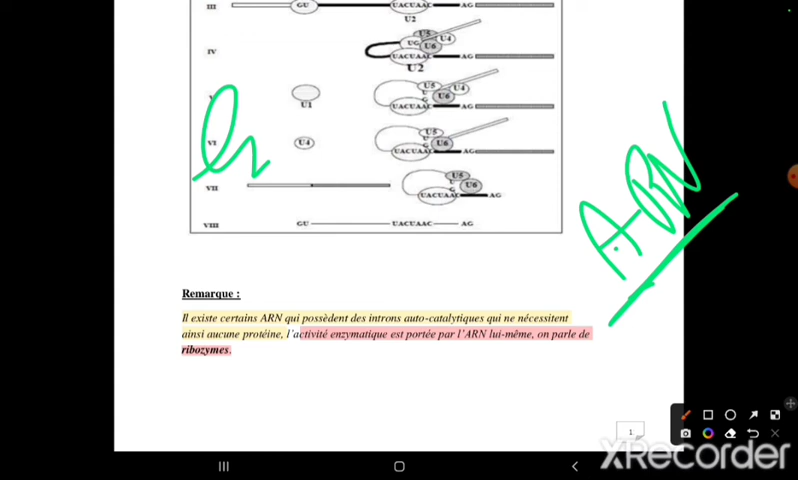 III GU UACUAAC AG
U2
IV U5 U4
UG U6
UACUAAC AG
U2
U5 U4
U6
UACUAAC AG
U1
VI U4 U5
U6
UACUAAC AG
VII U5 U6
UACUAAC AG
VIII GU UACUAAC AG
ARN
Remarque :
Il existe certains ARN qui possèdent des introns auto-catalytiques qui ne nécessitent
ainsi aucune protéine, l'activité enzymatique est portée par l'ARN lui-même, on parle de
ribozymes.
1
XRecorder